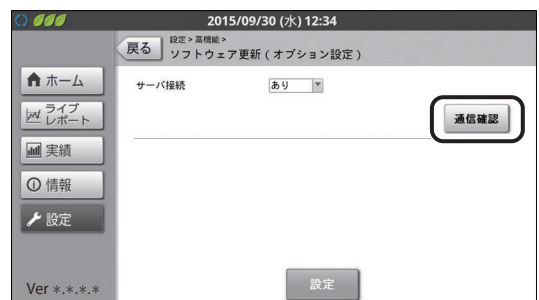 2015/09/30 (水) 12:34
戻る
設定 > 高機能 >
ソフトウェア更新 ( オプション設定 )
ホーム
ライブ
レポート
実績
情報
設定
サーバ接続
あり
通信確認
設定
Ver *.*.*.*